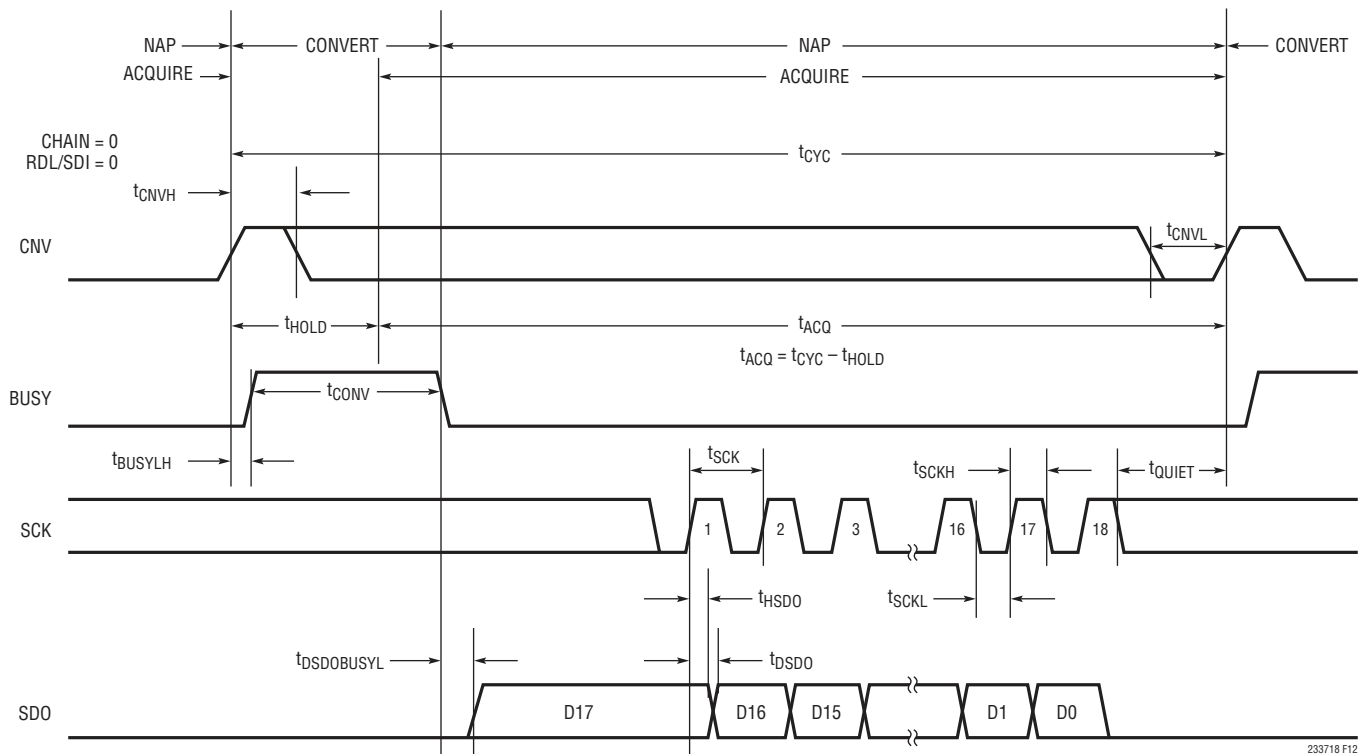 NAP CONVERT NAP CONVERT
ACQUIRE ACQUIRE
CHAIN = 0
RDL/SDI = 0
tCYC
tCNVH
CNV
tCNVL
tHOLD tACQ
tACQ = tCYC – tHOLD
BUSY
tCONV
tBUSYLH
tSCK tSCKH tQUIET
SCK
1 2 3 16 17 18
tHSDO tSCKL
tDSDOBUSYL tDSDO
SDO
D17 D16 D15 D1 D0
233718 F12